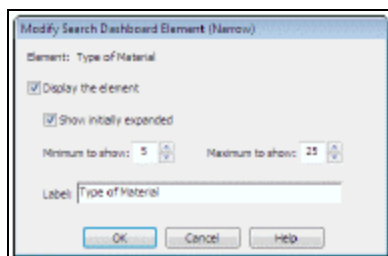 Modify Search Dashboard Element (Narrow)
Element: Type of Material
Display the element
Show initially expanded
Minimum to show: 5 Maximum to show: 25
Label: Type of Material
OK Cancel Help